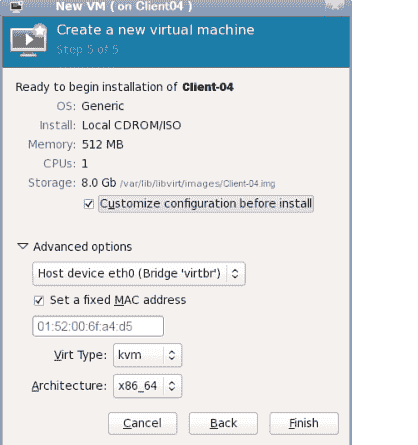 New VM ( on Client04 )
Create a new virtual machine
Step 5 of 5
Ready to begin installation of Client-04
OS: Generic
Install: Local CDROM/ISO
Memory: 512 MB
CPUs: 1
Storage: 8.0 Gb /var/lib/libvirt/images/Client-04.img
Customize configuration before install
Advanced options
Host device eth0 (Bridge 'virtbr')
Set a fixed MAC address
01:52:00:6f:a4:d5
Virt Type: kvm
Architecture: x86_64
Cancel Back Finish